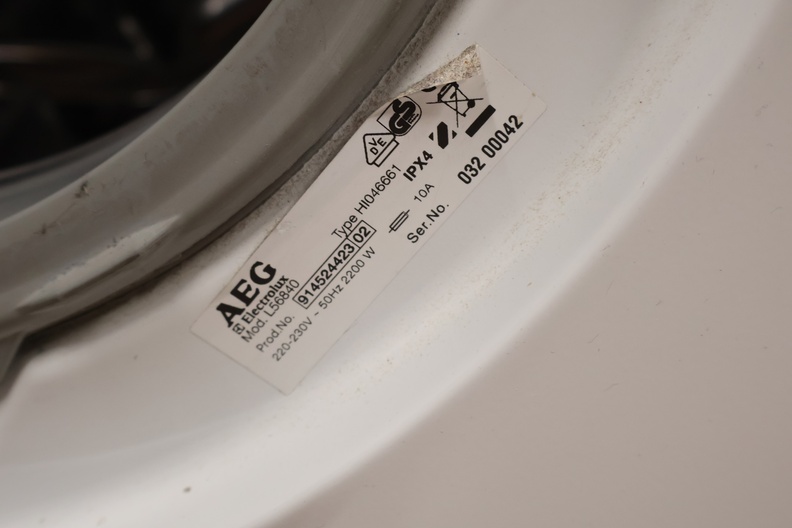 AEG
Electrolux
Mod. L56840
Type HI046661
Prod.No. 914524423 02
220-230V ~ 50Hz 2200 W
VDE
GS
IPX4
10A
Ser.No. 032 00042